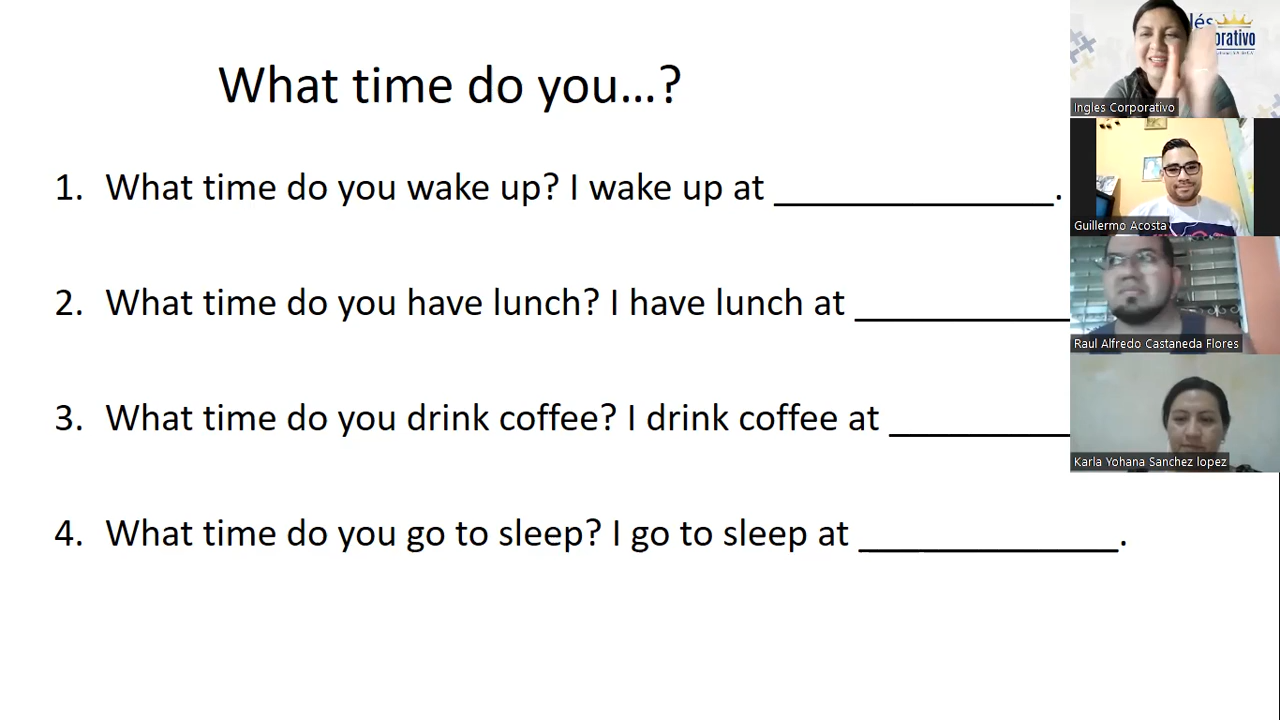 What time do you...?
1. What time do you wake up? I wake up at _______________.
2. What time do you have lunch? I have lunch at ____________
3. What time do you drink coffee? I drink coffee at __________
4. What time do you go to sleep? I go to sleep at ______________.
lés
orativo
Ingles Corporativo
Guillermo Acosta
Raul Alfredo Castaneda Flores
Karla Yohana Sanchez lopez